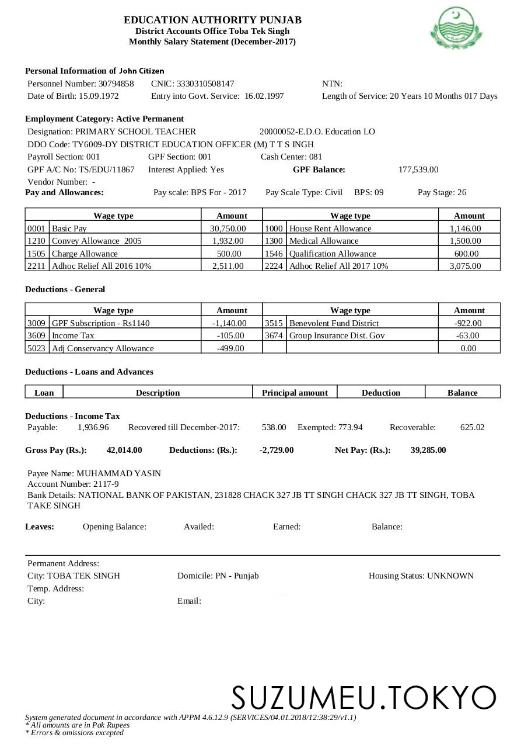 EDUCATION AUTHORITY PUNJAB
District Accounts Office Toba Tek Singh
Monthly Salary Statement (December-2017)
Personal Information of John Citizen
Personnel Number: 30794858 CNIC: 3330310508147 NTN:
Date of Birth: 15.09.1972 Entry into Govt. Service: 16.02.1997 Length of Service: 20 Years 10 Months 017 Days
Employment Category: Active Permanent
Designation: PRIMARY SCHOOL TEACHER 20000052-E.D.O. Education LO
DDO Code: TY6009-DY DISTRICT EDUCATION OFFICER (M) T T S INGH
Payroll Section: 001 GPF Section: 001 Cash Center: 081
GPF A/C No: TS/EDU/11867 Interest Applied: Yes GPF Balance: 177,539.00
Vendor Number: -
Pay and Allowances: Pay scale: BPS For - 2017 Pay Scale Type: Civil BPS: 09 Pay Stage: 26
Wage type Amount Wage type Amount
0001 Basic Pay 30,750.00 1000 House Rent Allowance 1,146.00
1210 Convey Allowance 2005 1,932.00 1300 Medical Allowance 1,500.00
1505 Charge Allowance 500.00 1546 Qualification Allowance 600.00
2211 Adhoc Relief All 2016 10% 2,511.00 2224 Adhoc Relief All 2017 10% 3,075.00
Deductions - General
Wage type Amount Wage type Amount
3009 GPF Subscription - Rs1140 -1,140.00 3515 Benevolent Fund District -922.00
3609 Income Tax -105.00 3674 Group Insurance Dist. Gov -63.00
5023 Adj Conservancy Allowance -499.00 0.00
Deductions - Loans and Advances
Loan Description Principal amount Deduction Balance
Deductions - Income Tax
Payable: 1,936.96 Recovered till December-2017: 538.00 Exempted: 773.94 Recoverable: 625.02
Gross Pay (Rs.): 42,014.00 Deductions: (Rs.): -2,729.00 Net Pay: (Rs.): 39,285.00
Payee Name: MUHAMMAD YASIN
Account Number: 2117-9
Bank Details: NATIONAL BANK OF PAKISTAN, 231828 CHACK 327 JB TT SINGH CHACK 327 JB TT SINGH, TOBA
TAKE SINGH
Leaves: Opening Balance: Availed: Earned: Balance:
Permanent Address:
City: TOBA TEK SINGH Domicile: PN - Punjab Housing Status: UNKNOWN
Temp. Address:
City: Email:
SUZUMEU.TOKYO
System generated document in accordance with APPM 4.6.12.9 (SERVICES/04.01.2018/12:38:29/v1.1)
* All amounts are in Pak Rupees
* Errors & omissions excepted